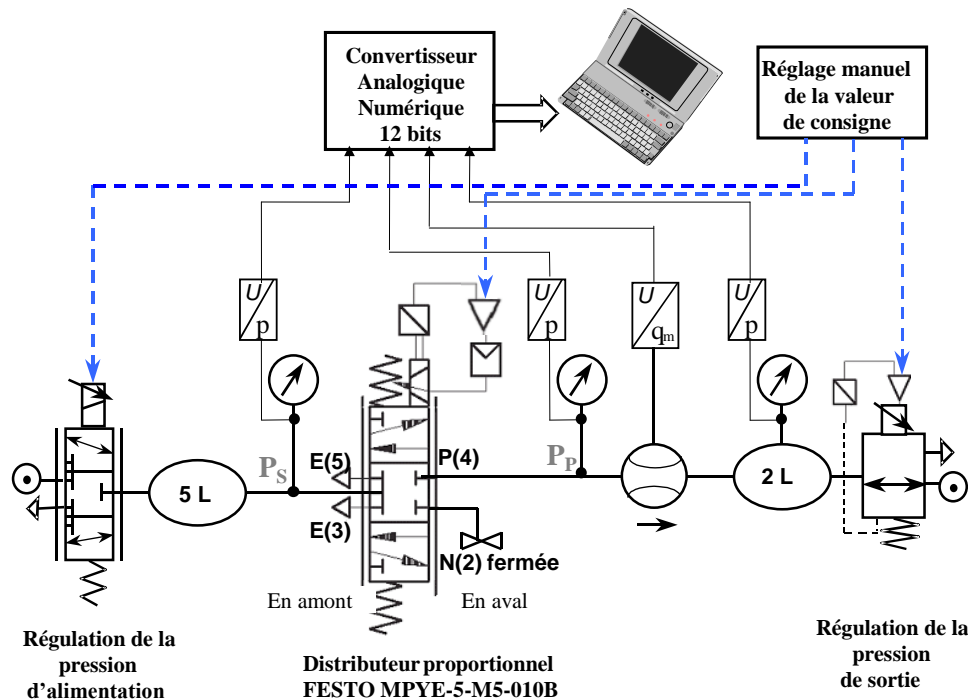 Convertisseur
Analogique
Numérique
12 bits
Réglage manuel
de la valeur
de consigne
U
p
U
p
U
qm
U
p
PS
E(5)
P(4)
PP
5 L
2 L
E(3)
N(2) fermée
En amont
En aval
Régulation de la
pression
d'alimentation
Distributeur proportionnel
FESTO MPYE-5-M5-010B
Régulation de la
pression
de sortie